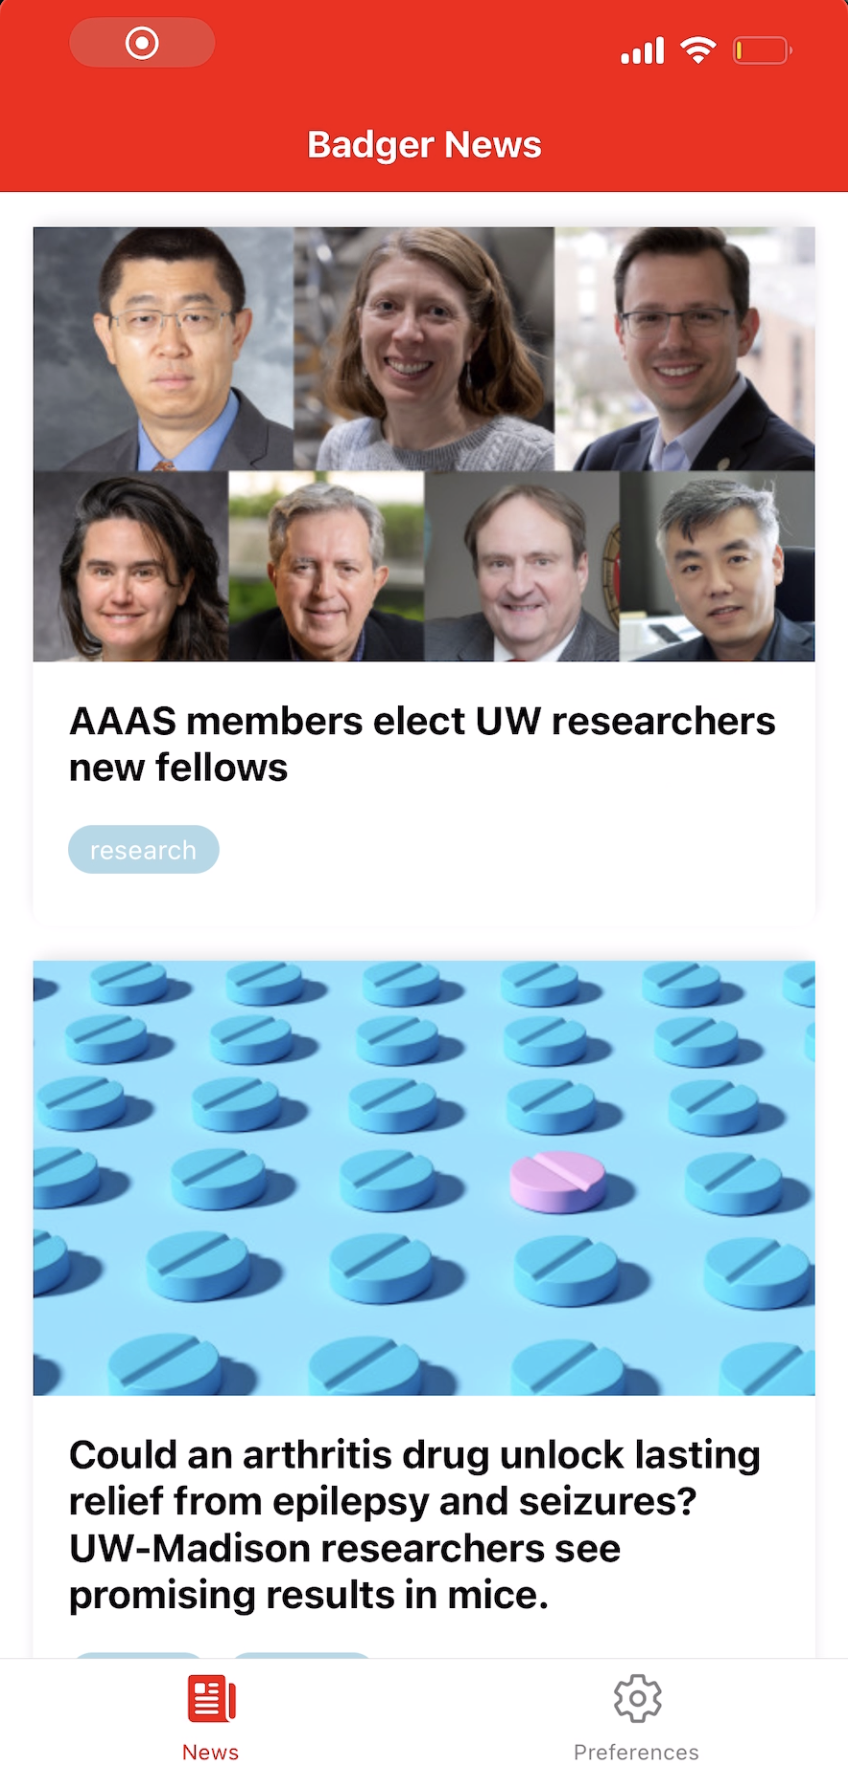 Badger News
AAAS members elect UW researchers
new fellows
research
Could an arthritis drug unlock lasting
relief from epilepsy and seizures?
UW-Madison researchers see
promising results in mice.
News
Preferences